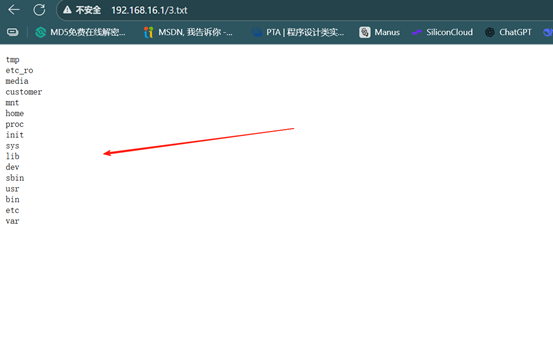 不安全 192.168.16.1/3.txt
MD5免费在线解密... MSDN, 我告诉你 -... PTA | 程序设计类实... Manus SiliconCloud ChatGPT
tmp
etc_ro
media
customer
mnt
home
proc
init
sys
lib
dev
sbin
usr
bin
etc
var